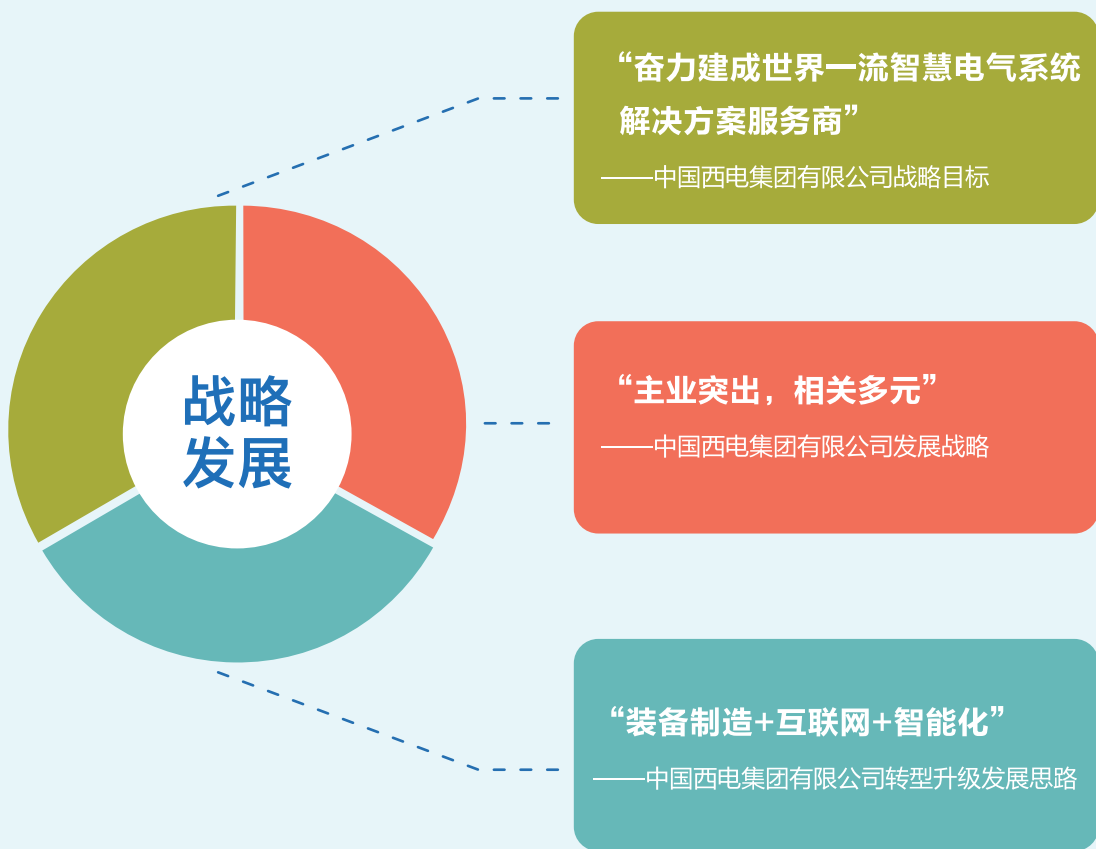 “奋力建成世界一流智慧电气系统
解决方案服务商”
——中国西电集团有限公司战略目标
战略
发展
“主业突出，相关多元”
——中国西电集团有限公司发展战略
“装备制造+互联网+智能化”
——中国西电集团有限公司转型升级发展思路